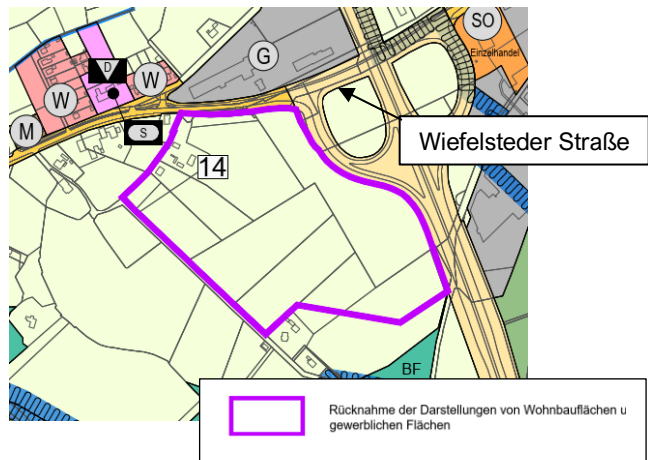 SO
Einzelhandel
D
G
W
W
M
S
Wiefelsteder Straße
14
BF
Rücknahme der Darstellungen von Wohnbauflächen u
gewerblichen Flächen